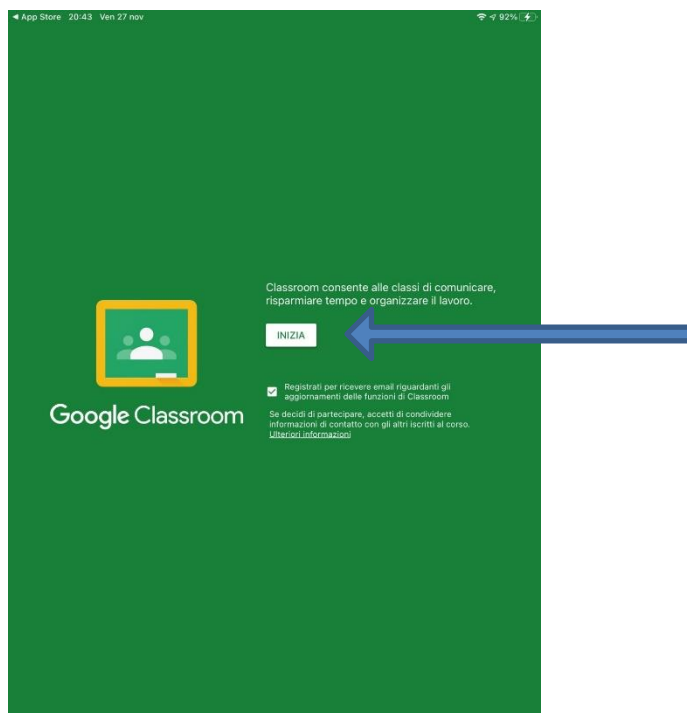 ◀ App Store 20:43 Ven 27 nov 92%
Classroom consente alle classi di comunicare,
risparmiare tempo e organizzare il lavoro.
INIZIA
Registrati per ricevere email riguardanti gli
aggiornamenti delle funzioni di Classroom
Google Classroom
Se decidi di partecipare, accetti di condividere
informazioni di contatto con gli altri iscritti al corso.
Ulteriori informazioni